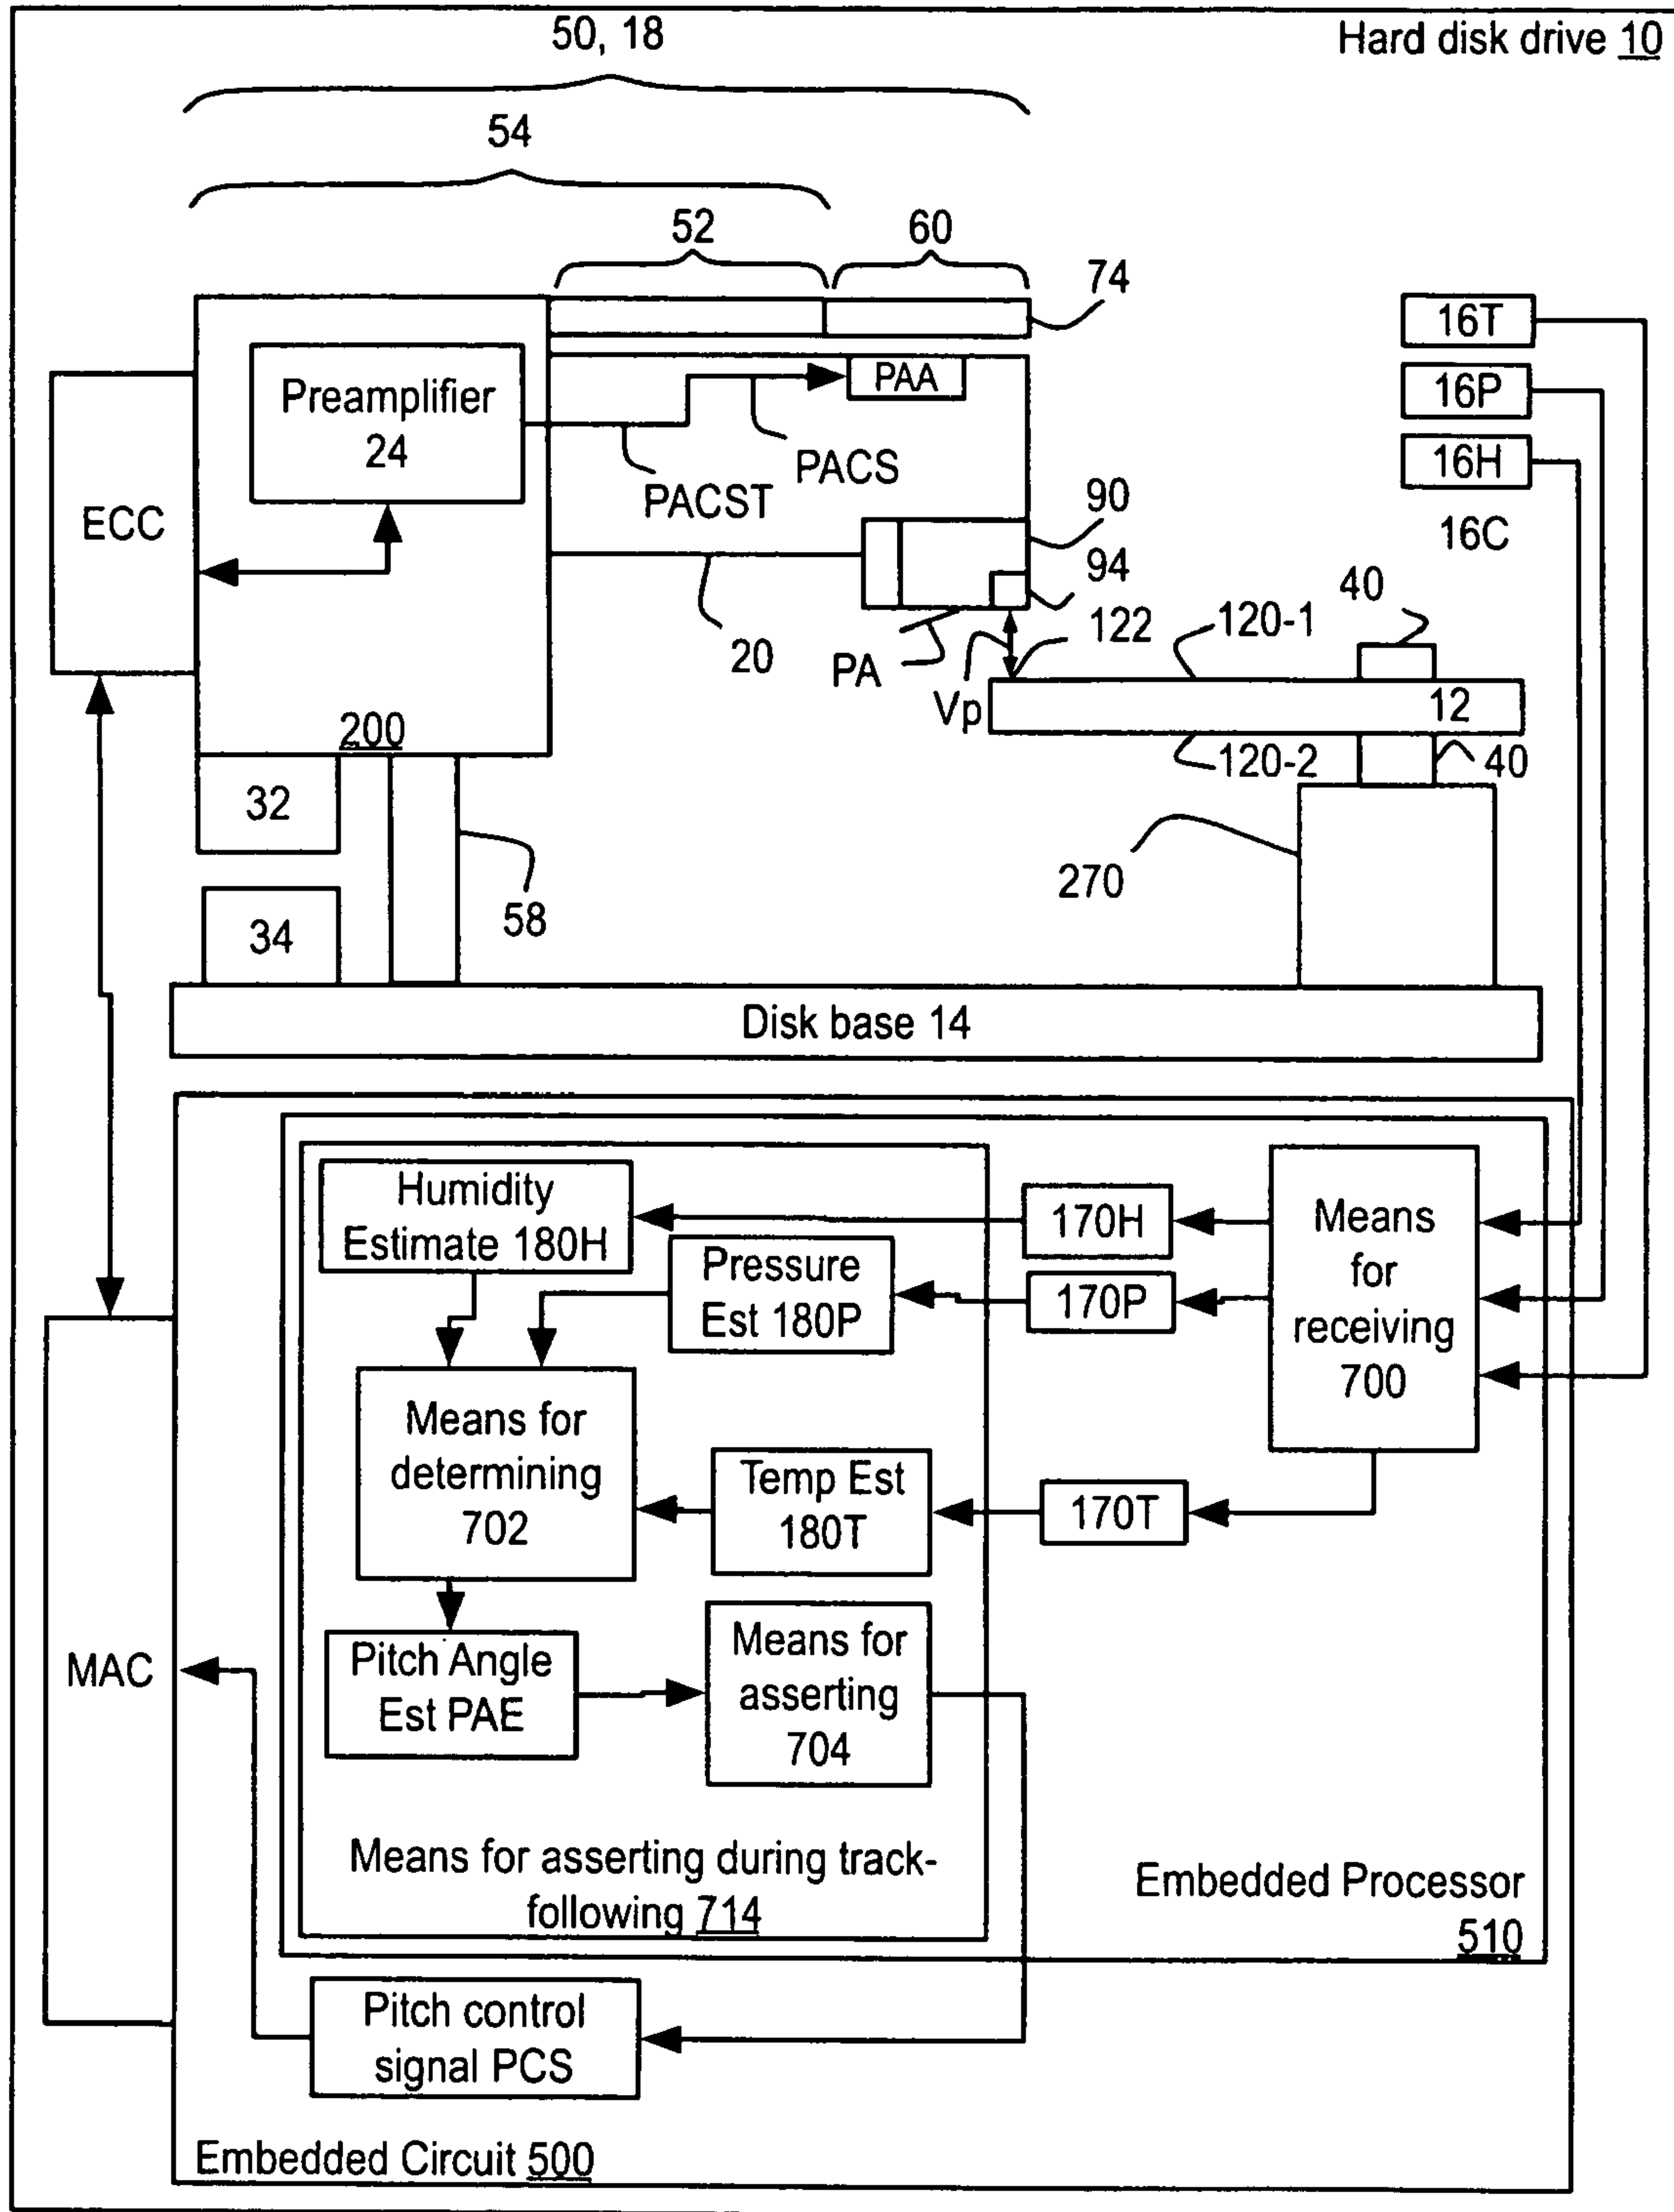 50, 18
Hard disk drive 10
54
52
60
74
16T
16P
16H
16C
Preamplifier
24
PAA
PACS
PACST
ECC
90
94
40
122
120-1
20
PA
Vp
12
200
120-2
40
32
58
270
34
Disk base 14
Humidity
Estimate 180H
170H
Means
for
receiving
700
Pressure
Est 180P
170P
Means for
determining
702
Temp Est
180T
170T
Pitch Angle
Est PAE
Means for
asserting
704
MAC
Means for asserting during track-
following 714
Embedded Processor
510
Pitch control
signal PCS
Embedded Circuit 500